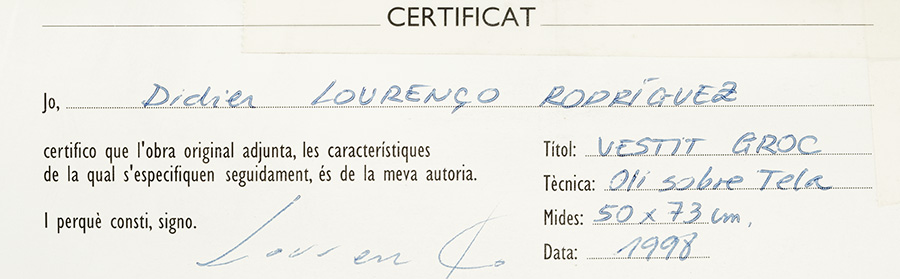 CERTIFICAT
Jo, Didier LOURENÇO RODRÍGUEZ
certifico que l'obra original adjunta, les característiques
de la qual s'especifiquen seguidament, és de la meva autoria.
I perquè consti, signo.
Lourenço
Títol: VESTIT GROC
Tècnica: Oli sobre Tela
Mides: 50 x 73 cm,
Data: 1998